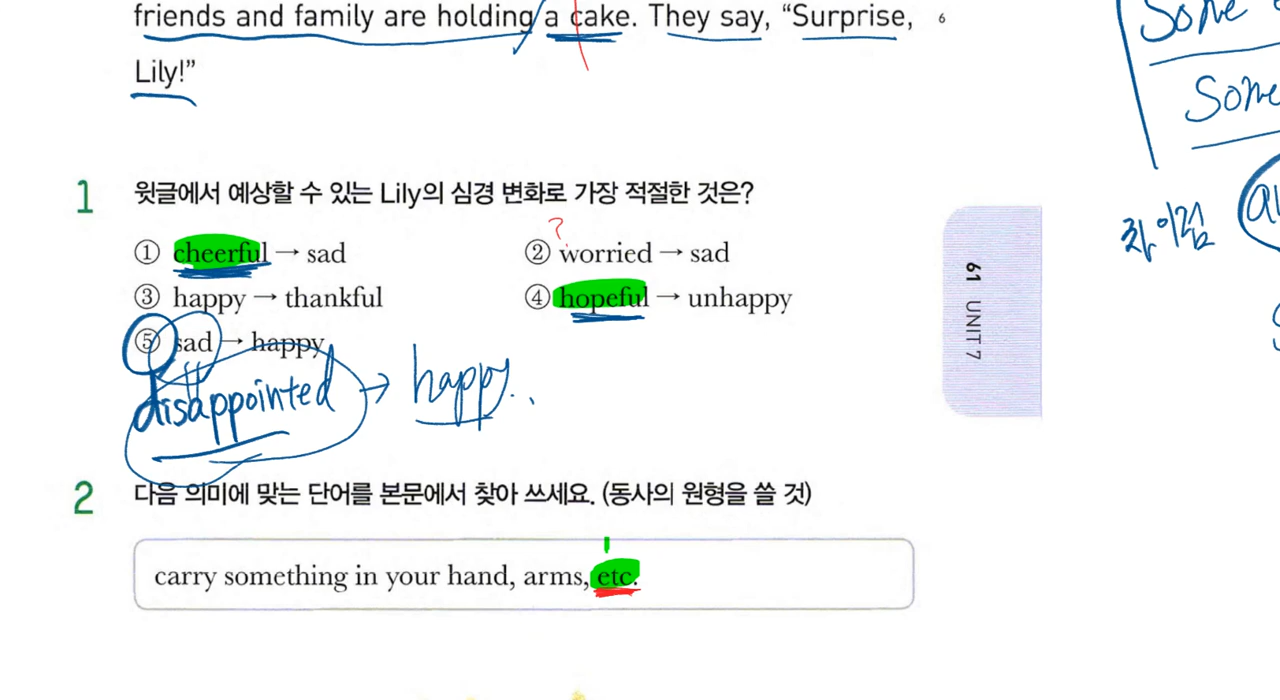 friends and family are holding a cake. They say, “Surprise, 6
Lily!”
Some
Some
1 윗글에서 예상할 수 있는 Lily의 심경 변화로 가장 적절한 것은?
?
① cheerful → sad ② worried → sad
③ happy → thankful ④ hopeful → unhappy
⑤ sad → happy
disappointed → happy..
61 UNIT 7
2 다음 의미에 맞는 단어를 본문에서 찾아 쓰세요. (동사의 원형을 쓸 것)
carry something in your hand, arms, etc.